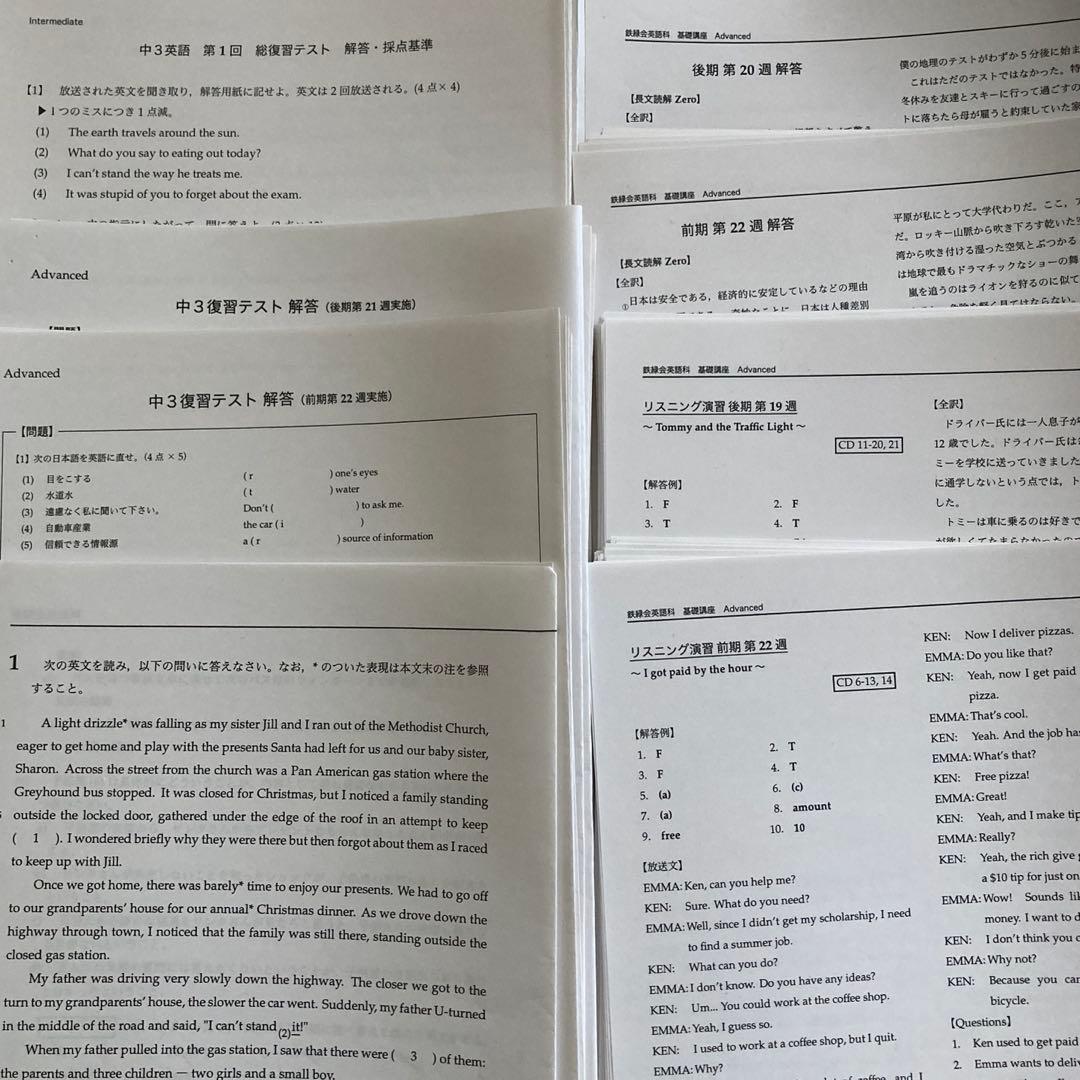 Intermediate
中3英語 第1回 総復習テスト 解答・採点基準
【1】 放送された英文を聞き取り，解答用紙に記せよ。英文は2回放送される。(4点×4)
▶1つのミスにつき1点減。
(1) The earth travels around the sun.
(2) What do you say to eating out today?
(3) I can't stand the way he treats me.
(4) It was stupid of you to forget about the exam.
Advanced
中3復習テスト 解答（後期第21週実施）
【問題】
Advanced
中3復習テスト 解答（前期第22週実施）
【問題】
【1】次の日本語を英語に直せ。(4点×5)
(1) 目をこする ( r ) one's eyes
(2) 水道水 ( t ) water
(3) 遠慮なく私に聞いて下さい。 Don't ( ) to ask me.
(4) 自動車産業 the car ( i )
(5) 信頼できる情報源 a ( r ) source of information
1 次の英文を読み，以下の問いに答えなさい。なお，* のついた表現は本文末の注を参照
すること。
1 A light drizzle* was falling as my sister Jill and I ran out of the Methodist Church,
eager to get home and play with the presents Santa had left for us and our baby sister,
Sharon. Across the street from the church was a Pan American gas station where the
Greyhound bus stopped. It was closed for Christmas, but I noticed a family standing
outside the locked door, gathered under the edge of the roof in an attempt to keep
( 1 ). I wondered briefly why they were there but then forgot about them as I raced
to keep up with Jill.
Once we got home, there was barely* time to enjoy our presents. We had to go off
to our grandparents' house for our annual* Christmas dinner. As we drove down the
highway through town, I noticed that the family was still there, standing outside the
closed gas station.
My father was driving very slowly down the highway. The closer we got to the
turn to my grandparents' house, the slower the car went. Suddenly, my father U-turned
in the middle of the road and said, "I can't stand (2)it!"
When my father pulled into the gas station, I saw that there were ( 3 ) of them:
the parents and three children — two girls and a small boy.
鉄緑会英語科 基礎講座 Advanced
後期 第20週 解答
【長文読解 Zero】
【全訳】
僕の地理のテストがわずか5分後に始ま
これはただのテストではなかった。特
冬休みを友達とスキーに行って過ごすの
トに落ちたら母が雇うと約束していた家
鉄緑会英語科 基礎講座 Advanced
前期 第22週 解答
【長文読解 Zero】
【全訳】
①日本は安全である，経済的に安定しているなどの理由
平原が私にとって大学代わりだ。ここ，ア
だ。ロッキー山脈から吹き下ろす乾いた空
湾から吹き付ける湿った空気とぶつかる
は地球で最もドラマチックなショーの舞
嵐を追うのはライオンを狩るのに似て
鉄緑会英語科 基礎講座 Advanced
リスニング演習 後期 第19週
～ Tommy and the Traffic Light ～
CD 11-20, 21
【解答例】
1. F 2. F
3. T 4. T
【全訳】
ドライバー氏には一人息子が
12歳でした。ドライバー氏は
ミーを学校に送っていきました
に通学しないという点では，ト
した。
トミーは車に乗るのは好きで
鉄緑会英語科 基礎講座 Advanced
リスニング演習 前期 第22週
～ I got paid by the hour ～
CD 6-13, 14
【解答例】
1. F 2. T
3. F 4. T
5. (a) 6. (c)
7. (a) 8. amount
9. free 10. 10
【放送文】
EMMA: Ken, can you help me?
KEN: Sure. What do you need?
EMMA: Well, since I didn't get my scholarship, I need
to find a summer job.
KEN: What can you do?
EMMA: I don't know. Do you have any ideas?
KEN: Um... You could work at the coffee shop.
EMMA: Yeah, I guess so.
KEN: I used to work at a coffee shop, but I quit.
EMMA: Why?
KEN: Now I deliver pizzas.
EMMA: Do you like that?
KEN: Yeah, now I get paid
pizza.
EMMA: That's cool.
KEN: Yeah. And the job has
EMMA: What's that?
KEN: Free pizza!
EMMA: Great!
KEN: Yeah, and I make tip
EMMA: Really?
KEN: Yeah, the rich give
a $10 tip for just on
EMMA: Wow! Sounds lik
money. I want to d
KEN: I don't think you c
EMMA: Why not?
KEN: Because you can
bicycle.
【Questions】
1. Ken used to get paid
2. Emma wants to deliv